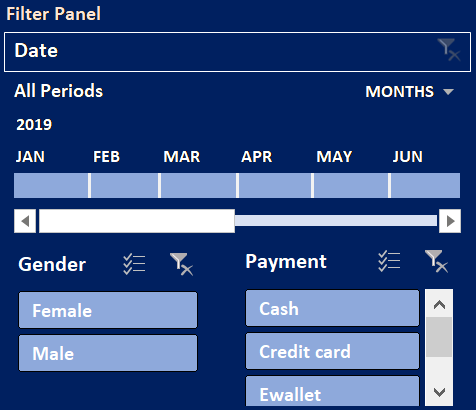 Filter Panel
Date
All Periods MONTHS
2019
JAN FEB MAR APR MAY JUN
Gender Payment
Female Cash
Male Credit card
Ewallet